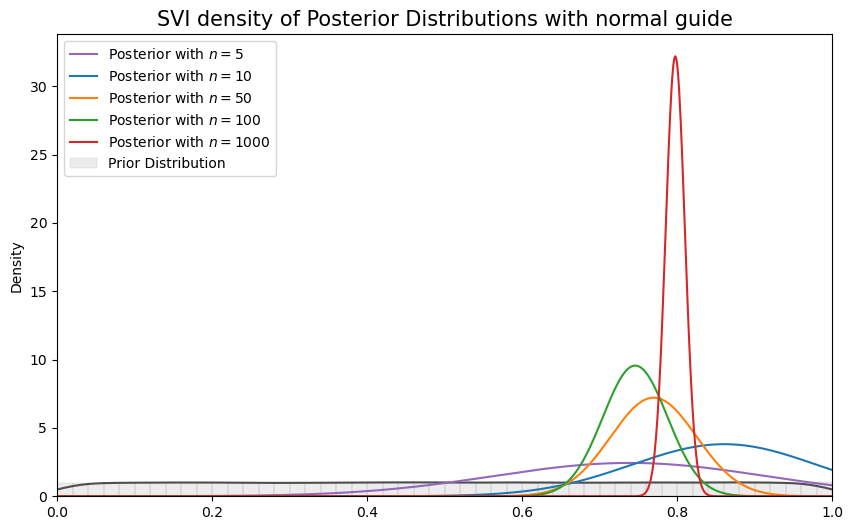 SVI density of Posterior Distributions with normal guide
Posterior with n = 5
Posterior with n = 10
Posterior with n = 50
Posterior with n = 100
Posterior with n = 1000
Prior Distribution
Density
30
25
20
15
10
5
0
0.0 0.2 0.4 0.6 0.8 1.0